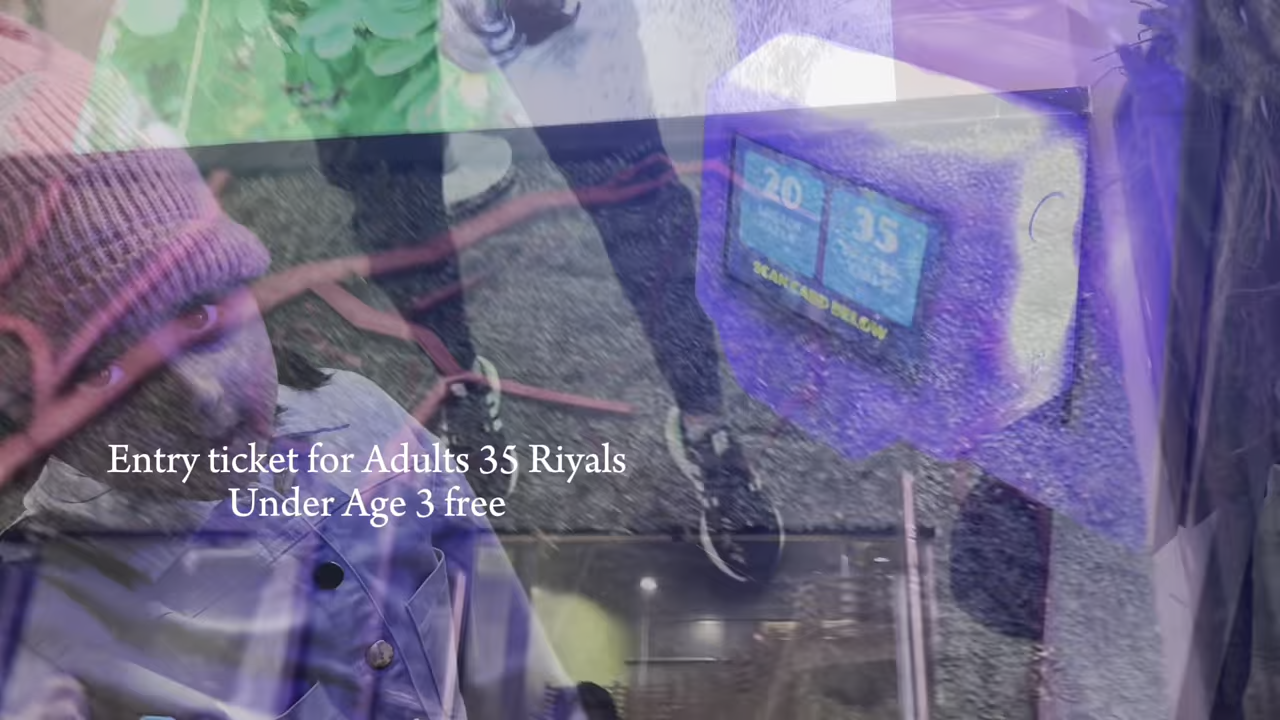 20
35
SCAN CARD BELOW
Entry ticket for Adults 35 Riyals
Under Age 3 free